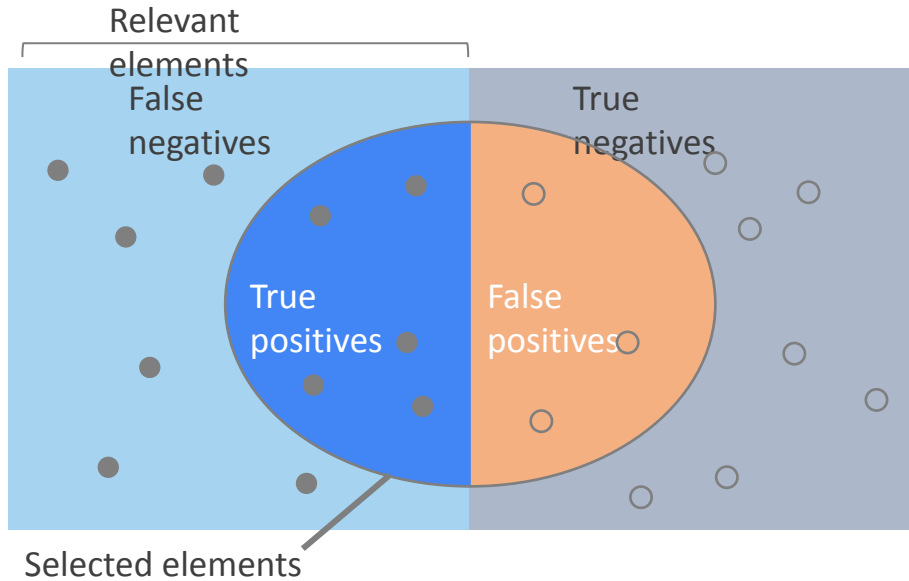 Relevant
elements
False
negatives
True
negatives
True
positives
False
positives
Selected elements